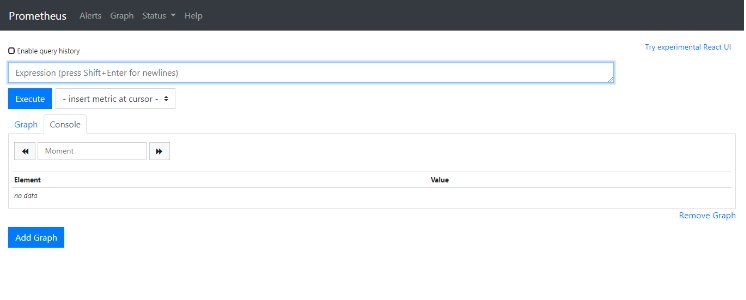 Prometheus Alerts Graph Status Help
Enable query history
Try experimental React UI
Expression (press Shift+Enter for newlines)
Execute - insert metric at cursor -
Graph Console
Moment
Element Value
no data
Remove Graph
Add Graph